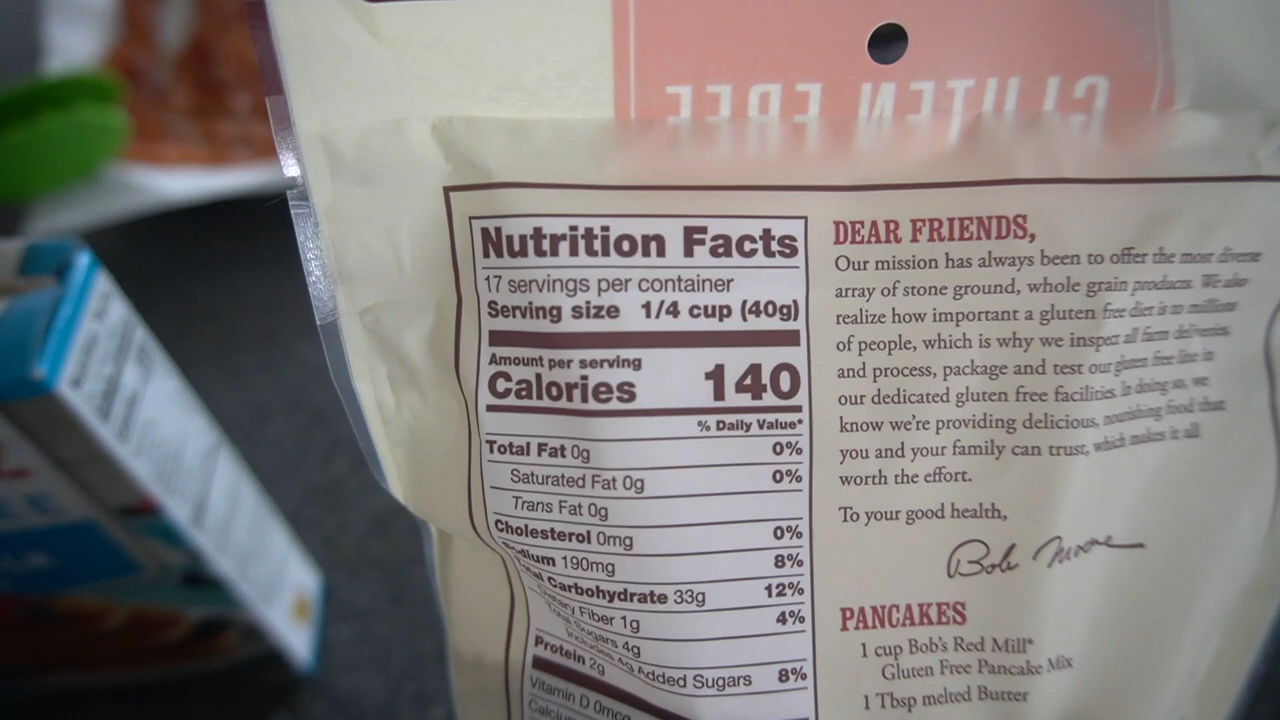 GLUTEN FREE
Nutrition Facts
17 servings per container
Serving size 1/4 cup (40g)
Amount per serving
Calories 140
% Daily Value*
Total Fat 0g 0%
Saturated Fat 0g 0%
Trans Fat 0g
Cholesterol 0mg 0%
Sodium 190mg 8%
Total Carbohydrate 33g 12%
Dietary Fiber 1g 4%
Total Sugars 4g
Includes 4g Added Sugars 8%
Protein 2g
Vitamin D 0mcg
Calcium
DEAR FRIENDS,
Our mission has always been to offer the most diverse
array of stone ground, whole grain products. We also
realize how important a gluten free diet is to millions
of people, which is why we inspect all farm deliveries,
and process, package and test our gluten free line in
our dedicated gluten free facilities. In doing so, we
know we're providing delicious, nourishing food that
you and your family can trust, which makes it all
worth the effort.
To your good health,
Bob Moore
PANCAKES
1 cup Bob's Red Mill®
Gluten Free Pancake Mix
1 Tbsp melted Butter